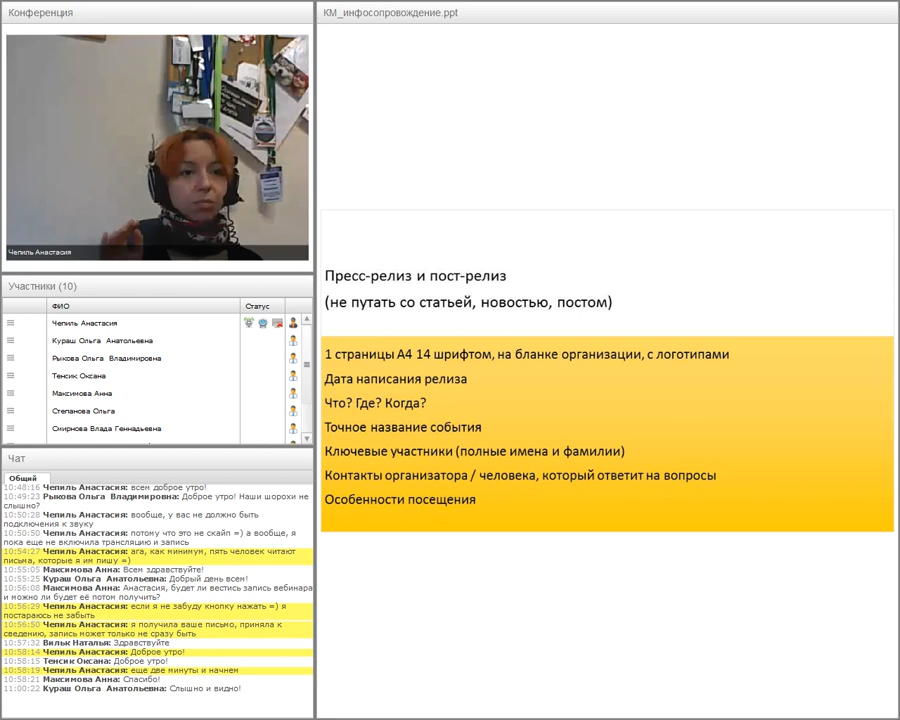 Конференция
Чепиль Анастасия
Участники (10)
ФИО Статус
Чепиль Анастасия
Кураш Ольга Анатольевна
Рыкова Ольга Владимировна
Тенсик Оксана
Максимова Анна
Степанова Ольга
Смирнова Влада Геннадьевна
Чат
Общий
10:48:16 Чепиль Анастасия: всем доброе утро!
10:49:23 Рыкова Ольга Владимировна: Доброе утро! Наши шорохи не
слышно?
10:50:28 Чепиль Анастасия: вообще, у вас не должно быть
подключения к звуку
10:50:50 Чепиль Анастасия: потому что это не скайп =) а вообще, я
пока еще не включила трансляцию и запись
10:54:27 Чепиль Анастасия: ага, как минимум, пять человек читают
письма, которые я им пишу =)
10:55:05 Максимова Анна: Всем здравствуйте!
10:55:25 Кураш Ольга Анатольевна: Добрый день всем!
10:56:08 Максимова Анна: Анастасия, будет ли вестись запись вебинара
и можно ли будет её потом получить?
10:56:29 Чепиль Анастасия: если я не забуду кнопку нажать =) я
постараюсь не забыть
10:56:50 Чепиль Анастасия: я получила ваше письмо, приняла к
сведению, запись может только не сразу быть
10:57:32 Вильк Наталья: Здравствуйте
10:58:14 Чепиль Анастасия: Доброе утро!
10:58:15 Тенсик Оксана: Доброе утро!
10:58:19 Чепиль Анастасия: еще две минуты и начнем
10:58:21 Максимова Анна: Спасибо!
11:00:22 Кураш Ольга Анатольевна: Слышно и видно!
КМ_инфосопровождение.ppt
Пресс-релиз и пост-релиз
(не путать со статьей, новостью, постом)
1 страницы А4 14 шрифтом, на бланке организации, с логотипами
Дата написания релиза
Что? Где? Когда?
Точное название события
Ключевые участники (полные имена и фамилии)
Контакты организатора / человека, который ответит на вопросы
Особенности посещения